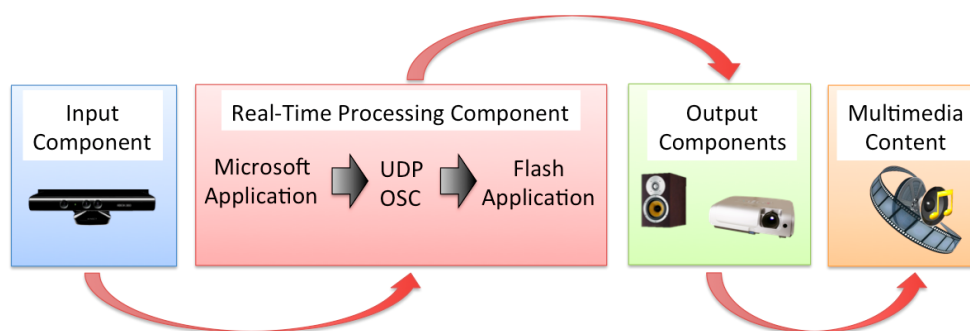 Input
Component
Real-Time Processing Component
Microsoft
Application
UDP
OSC
Flash
Application
Output
Components
Multimedia
Content